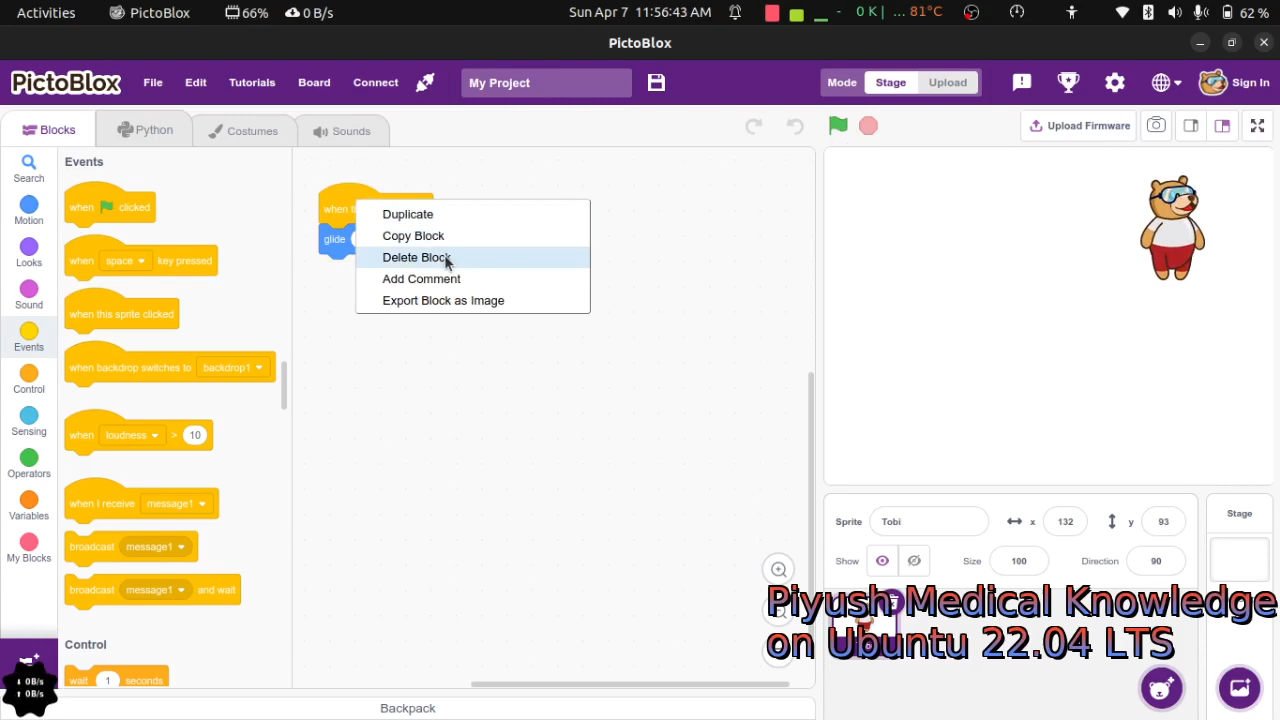 Activities PictoBlox 66% 0 B/s Sun Apr 7 11:56:43 AM - 0 K | ... 81°C 62 %
PictoBlox
PictoBlox File Edit Tutorials Board Connect My Project Mode Stage Upload Sign In
Blocks Python Costumes Sounds Upload Firmware
Search
Motion
Looks
Sound
Events
Control
Sensing
Operators
Variables
My Blocks
↓ 0B/s
↑ 0B/s
Events
when clicked
when space key pressed
when this sprite clicked
when backdrop switches to backdrop1
when loudness > 10
when I receive message1
broadcast message1
broadcast message1 and wait
Control
wait 1 seconds
when
glide
Duplicate
Copy Block
Delete Block
Add Comment
Export Block as Image
Backpack
Sprite Tobi x 132 y 93
Show Size 100 Direction 90
Stage
Piyush Medical Knowledge
on Ubuntu 22.04 LTS